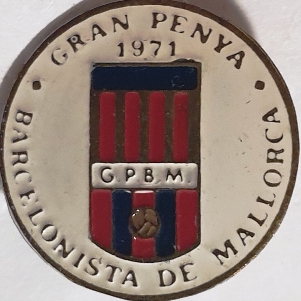 GRAN PENYA
1971
G.P.B.M.
BARCELONISTA DE MALLORCA